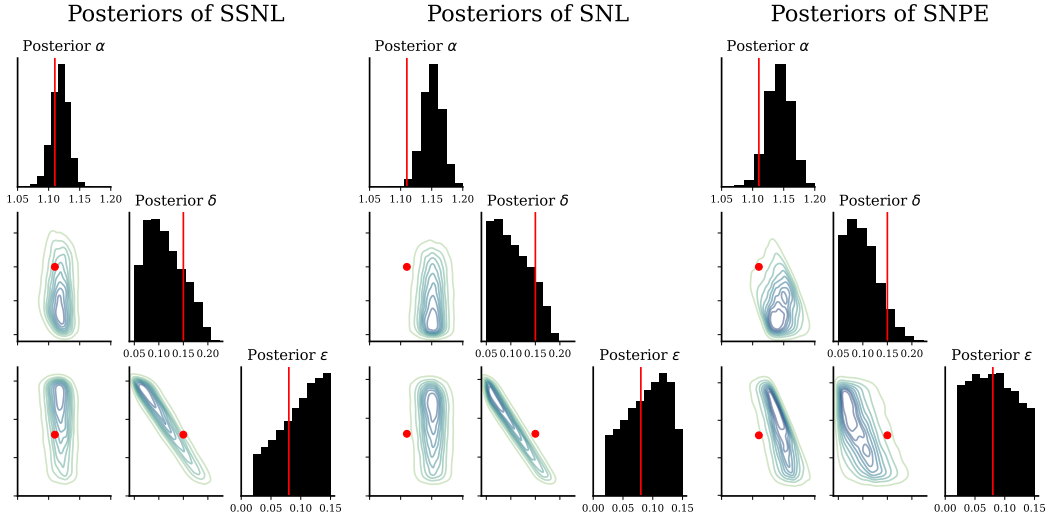 Posteriors of SSNL Posteriors of SNL Posteriors of SNPE
Posterior α Posterior α Posterior α
1.05 1.10 1.15 1.20 1.05 1.10 1.15 1.20 1.05 1.10 1.15 1.20
Posterior δ Posterior δ Posterior δ
0.05 0.10 0.15 0.20 0.05 0.10 0.15 0.20 0.05 0.10 0.15 0.20
Posterior ε Posterior ε Posterior ε
0.00 0.05 0.10 0.15 0.00 0.05 0.10 0.15 0.00 0.05 0.10 0.15